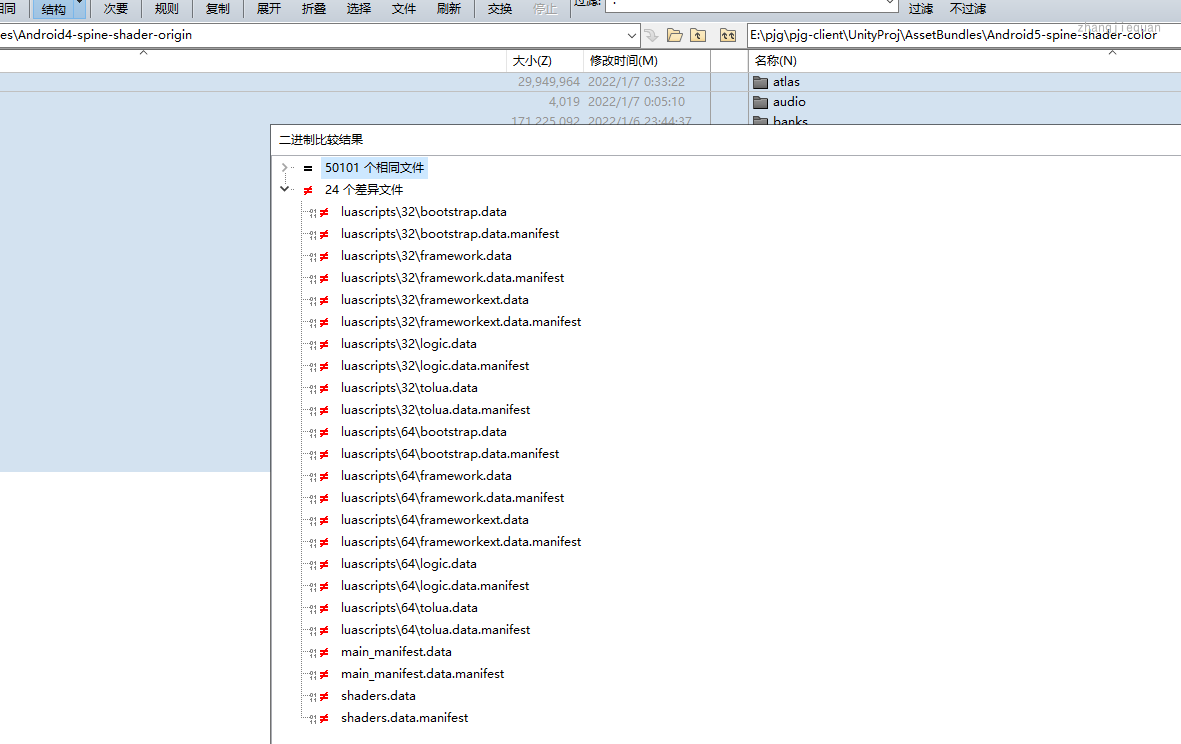 相同 结构 次要 规则 复制 展开 折叠 选择 文件 刷新 交换 停止 过滤: 过滤 不过滤
es\Android4-spine-shader-origin E:\pjg\pjg-client\UnityProj\AssetBundles\Android5-spine-shader-color
zhangjiequan
大小(Z) 修改时间(M) 名称(N)
29,949,964 2022/1/7 0:33:22 atlas
4,019 2022/1/7 0:05:10 audio
171,225,092 2022/1/6 23:44:37 banks
二进制比较结果
= 50101 个相同文件
≠ 24 个差异文件
≠ luascripts\32\bootstrap.data
≠ luascripts\32\bootstrap.data.manifest
≠ luascripts\32\framework.data
≠ luascripts\32\framework.data.manifest
≠ luascripts\32\frameworkext.data
≠ luascripts\32\frameworkext.data.manifest
≠ luascripts\32\logic.data
≠ luascripts\32\logic.data.manifest
≠ luascripts\32\tolua.data
≠ luascripts\32\tolua.data.manifest
≠ luascripts\64\bootstrap.data
≠ luascripts\64\bootstrap.data.manifest
≠ luascripts\64\framework.data
≠ luascripts\64\framework.data.manifest
≠ luascripts\64\frameworkext.data
≠ luascripts\64\frameworkext.data.manifest
≠ luascripts\64\logic.data
≠ luascripts\64\logic.data.manifest
≠ luascripts\64\tolua.data
≠ luascripts\64\tolua.data.manifest
≠ main_manifest.data
≠ main_manifest.data.manifest
≠ shaders.data
≠ shaders.data.manifest